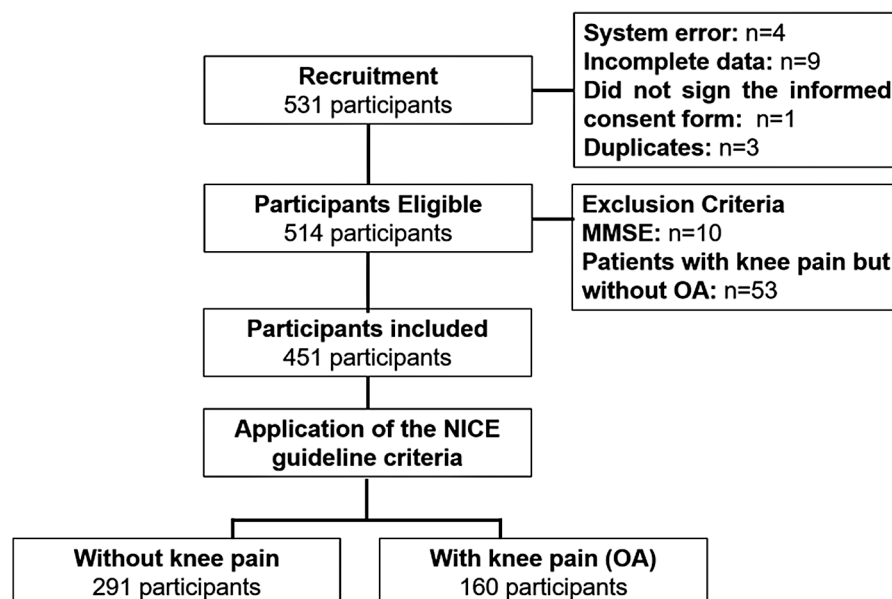 Recruitment
531 participants
System error: n=4
Incomplete data: n=9
Did not sign the informed
consent form: n=1
Duplicates: n=3
Participants Eligible
514 participants
Exclusion Criteria
MMSE: n=10
Patients with knee pain but
without OA: n=53
Participants included
451 participants
Application of the NICE
guideline criteria
Without knee pain
291 participants
With knee pain (OA)
160 participants